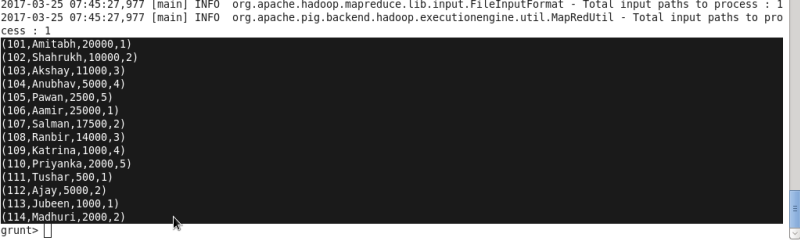 2017-03-25 07:45:27,977 [main] INFO  org.apache.hadoop.mapreduce.lib.input.FileInputFormat - Total input paths to process : 1
2017-03-25 07:45:27,977 [main] INFO  org.apache.pig.backend.hadoop.executionengine.util.MapRedUtil - Total input paths to pro
cess : 1
(101,Amitabh,20000,1)
(102,Shahrukh,10000,2)
(103,Akshay,11000,3)
(104,Anubhav,5000,4)
(105,Pawan,2500,5)
(106,Aamir,25000,1)
(107,Salman,17500,2)
(108,Ranbir,14000,3)
(109,Katrina,1000,4)
(110,Priyanka,2000,5)
(111,Tushar,500,1)
(112,Ajay,5000,2)
(113,Jubeen,1000,1)
(114,Madhuri,2000,2)
grunt>